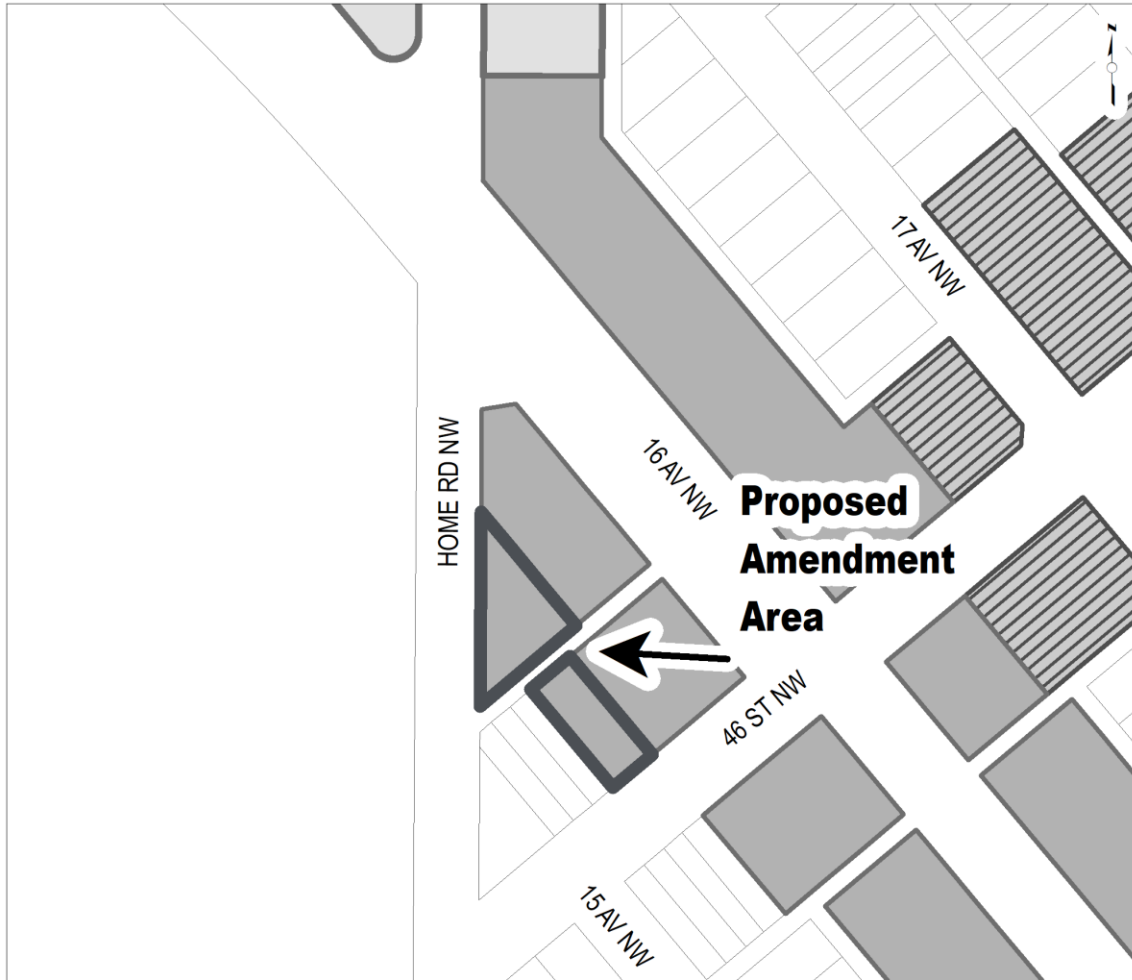 N
17 AV NW
HOME RD NW
16 AV NW
Proposed
Amendment
Area
46 ST NW
15 AV NW